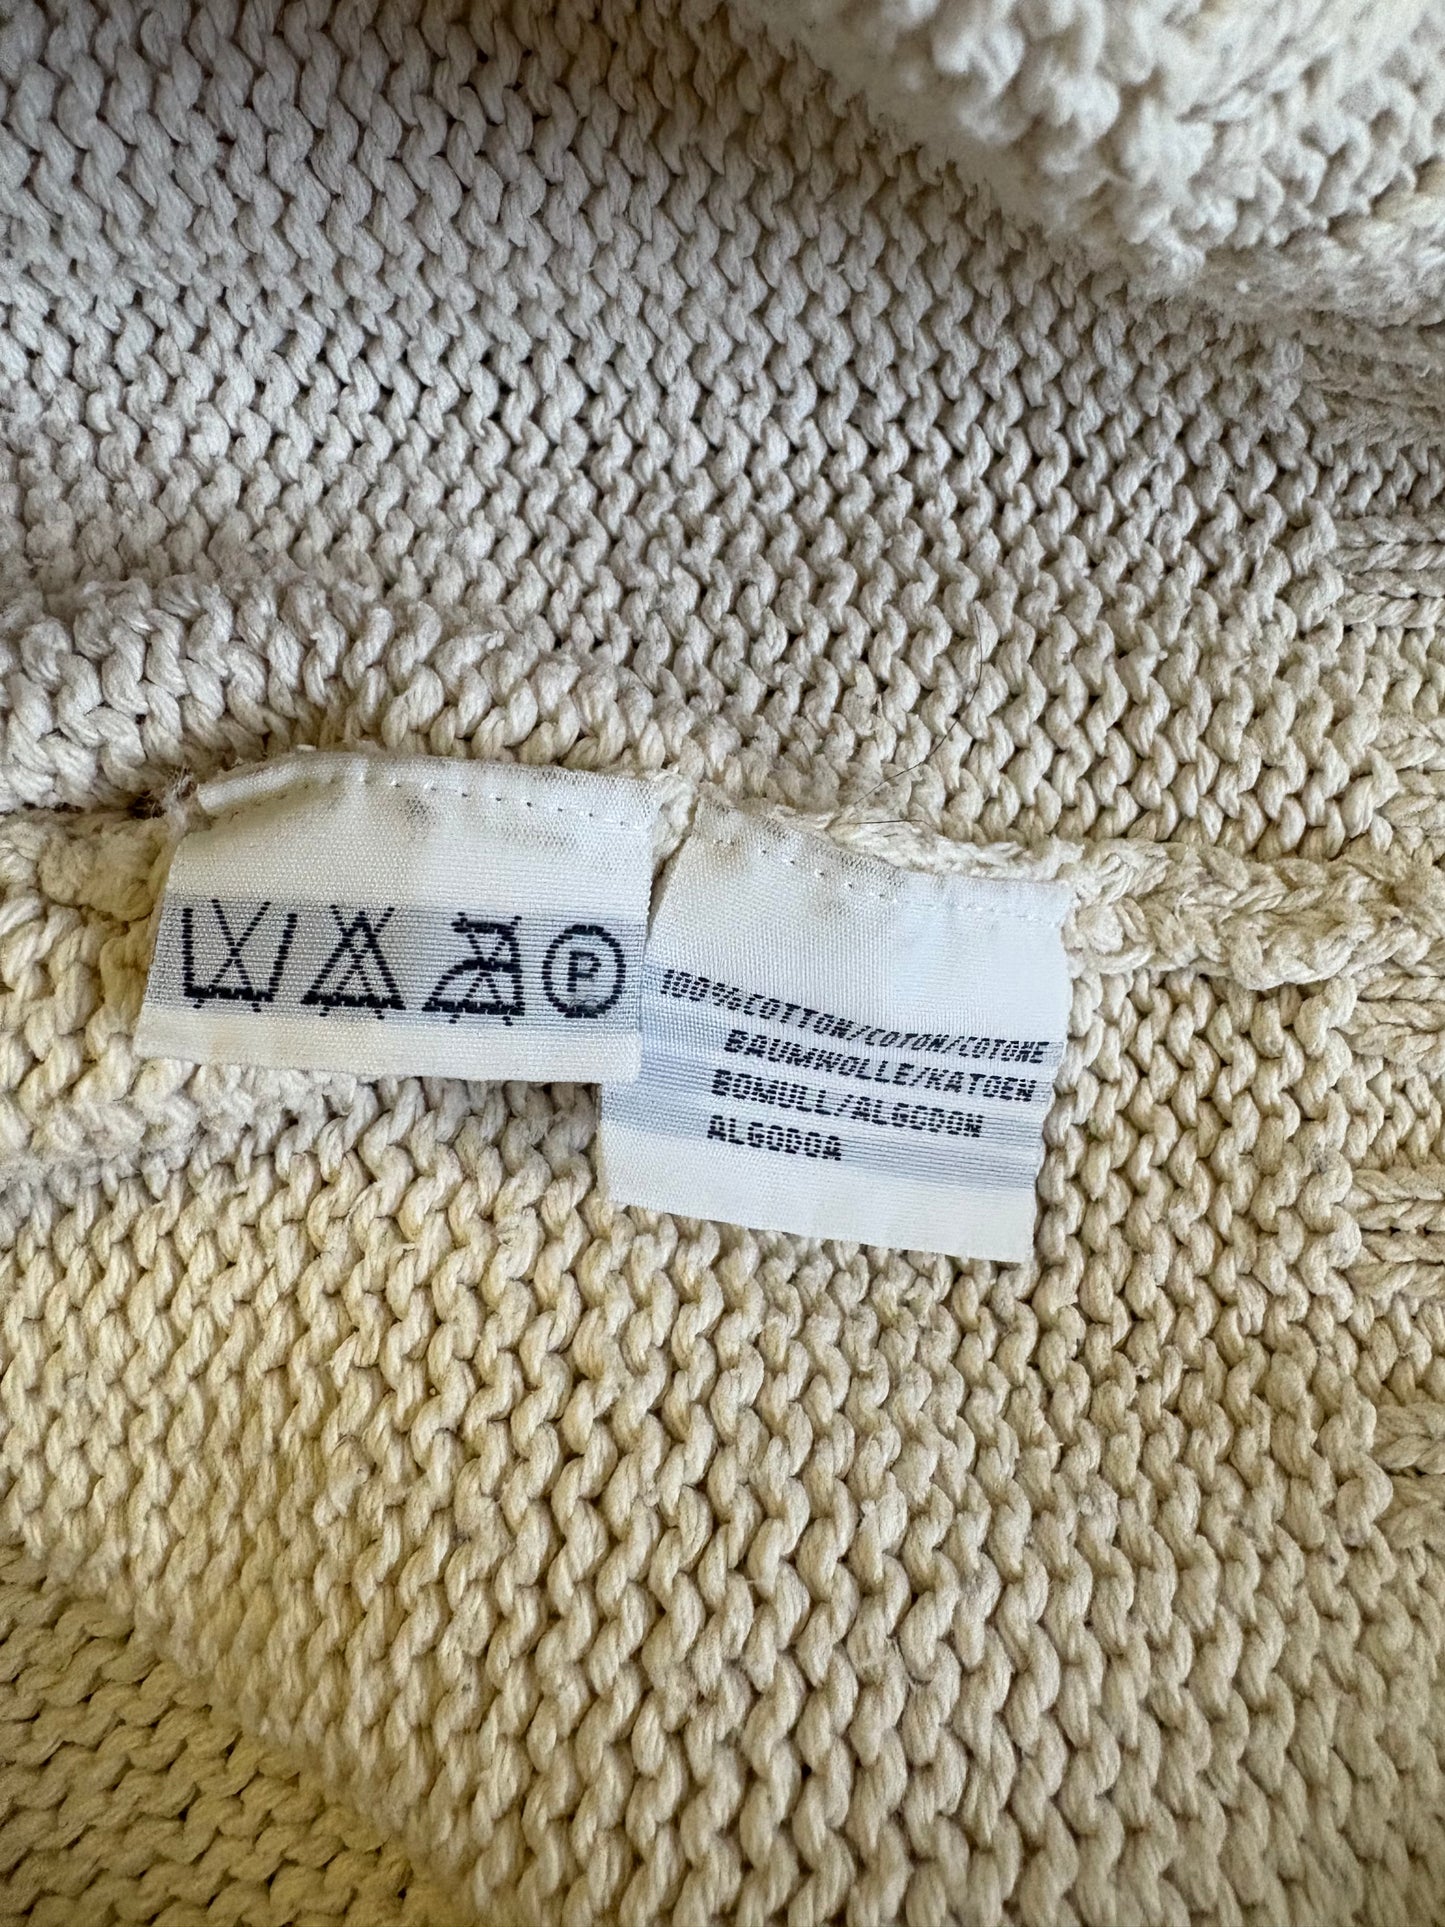 P
100%COTTON/COTON/COTONE
BAUMWOLLE/KATOEN
BOMULL/ALGODON
ALGODOA